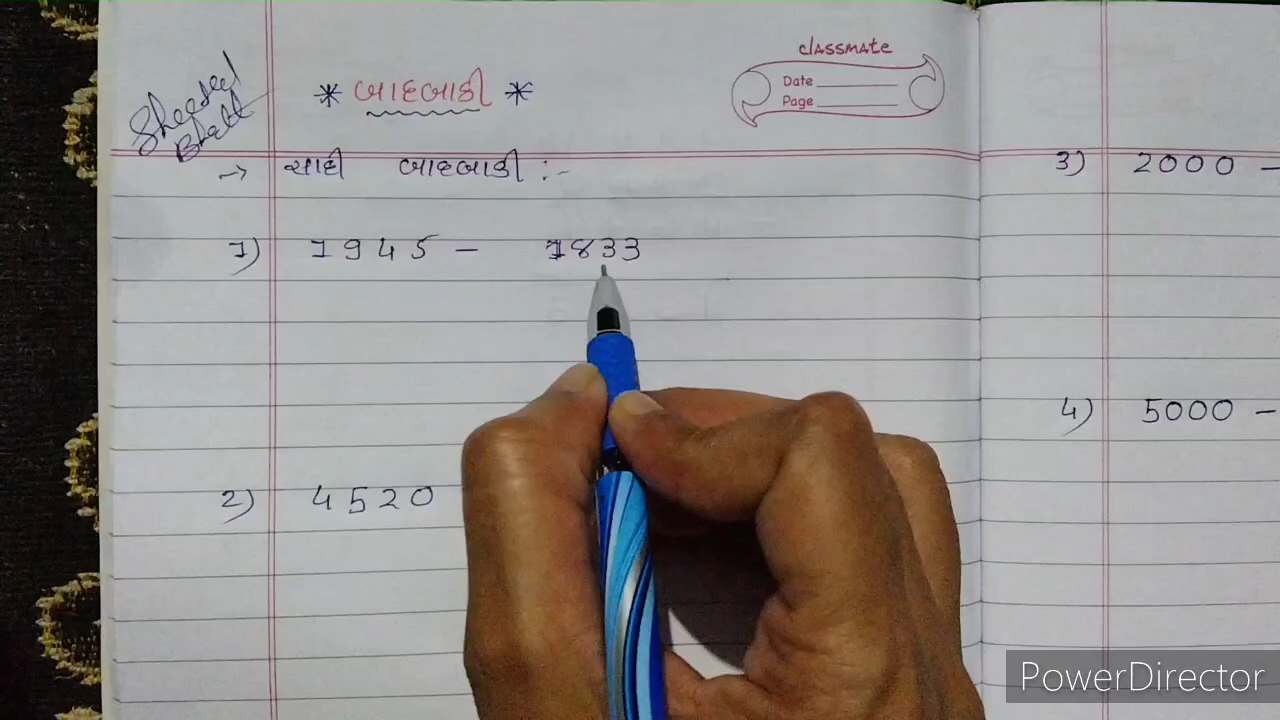 Sheetal
Bhatt
* બાદબાકી *
classmate
Date
Page
→ સાદી બાદબાકી :-
1) 1945 - 1833
2) 4520
3) 2000 -
4) 5000 -
PowerDirector